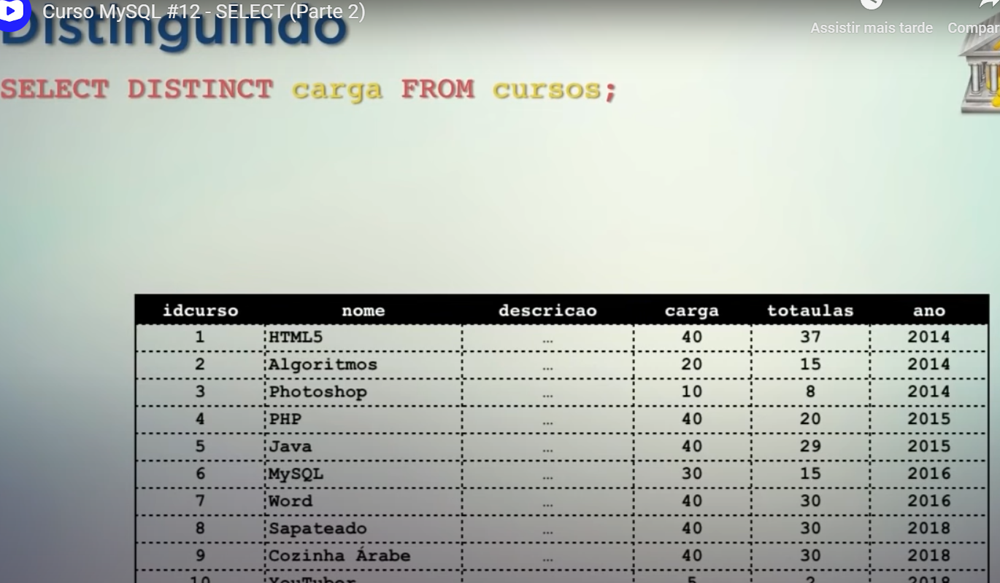 Curso MySQL #12 - SELECT (Parte 2)
Assistir mais tarde Compar
Distinguindo
SELECT DISTINCT carga FROM cursos;
idcurso nome descricao carga totaulas ano
1 HTML5 ... 40 37 2014
2 Algoritmos ... 20 15 2014
3 Photoshop ... 10 8 2014
4 PHP ... 40 20 2015
5 Java ... 40 29 2015
6 MySQL ... 30 15 2016
7 Word ... 40 30 2016
8 Sapateado ... 40 30 2018
9 Cozinha Árabe ... 40 30 2018
10 YouTuber ... 5 2 2018